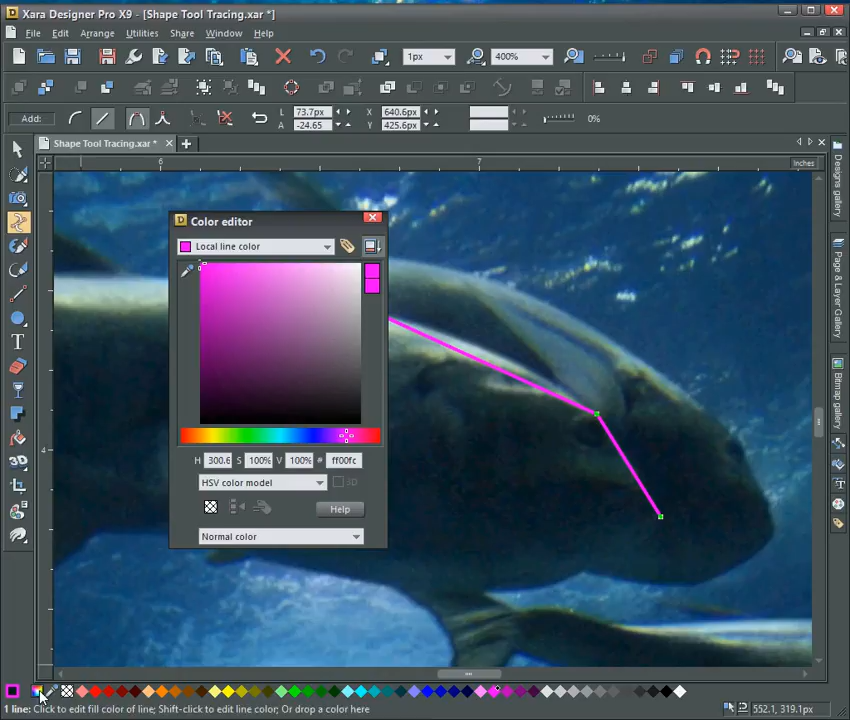 Xara Designer Pro X9 - [Shape Tool Tracing.xar *]
File Edit Arrange Utilities Share Window Help
1px 400%
Add: L 73.7px X 640.6px 0%
A -24.65 Y 425.6px
Shape Tool Tracing.xar *
6 7 Inches
Designs gallery
Color editor
Local line color
Page & Layer gallery
Bitmap gallery
4
H 300.6 S 100% V 100% # ff00fc
HSV color model 3D
Help
Normal color
T
3D
1 line: Click to edit fill color of line; Shift-click to edit line color; Or drop a color here 552.1, 319.9px